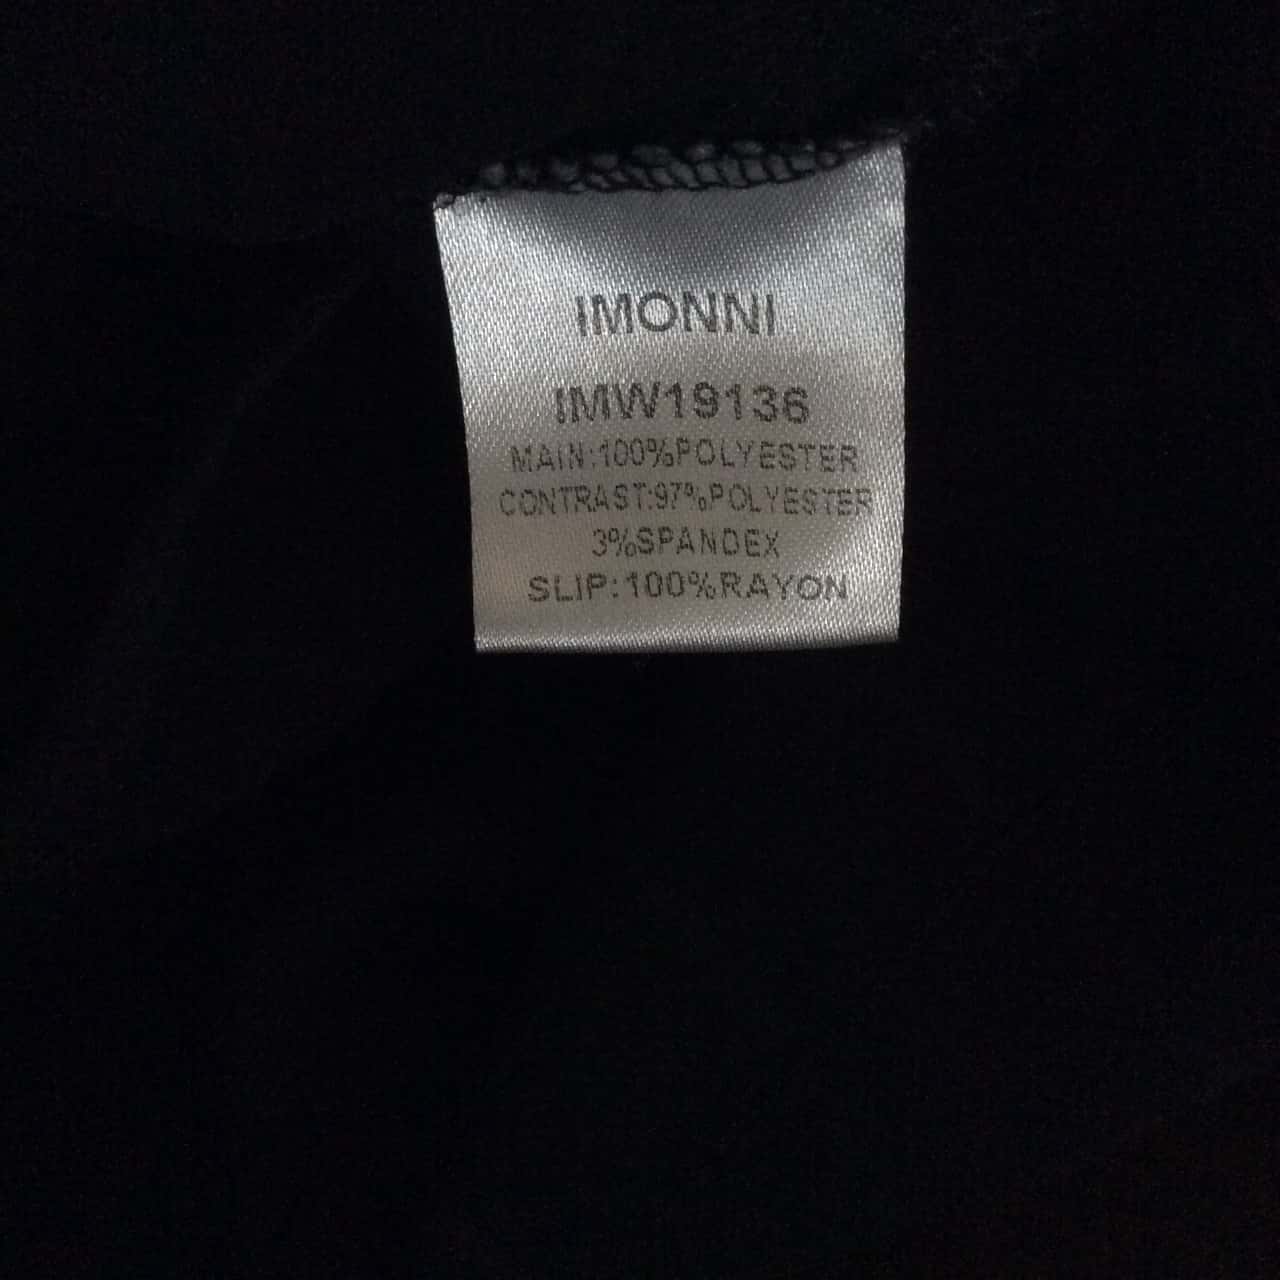 IMONNI
IMW19136
MAIN:100%POLYESTER
CONTRAST:97%POLYESTER
3%SPANDEX
SLIP:100%RAYON